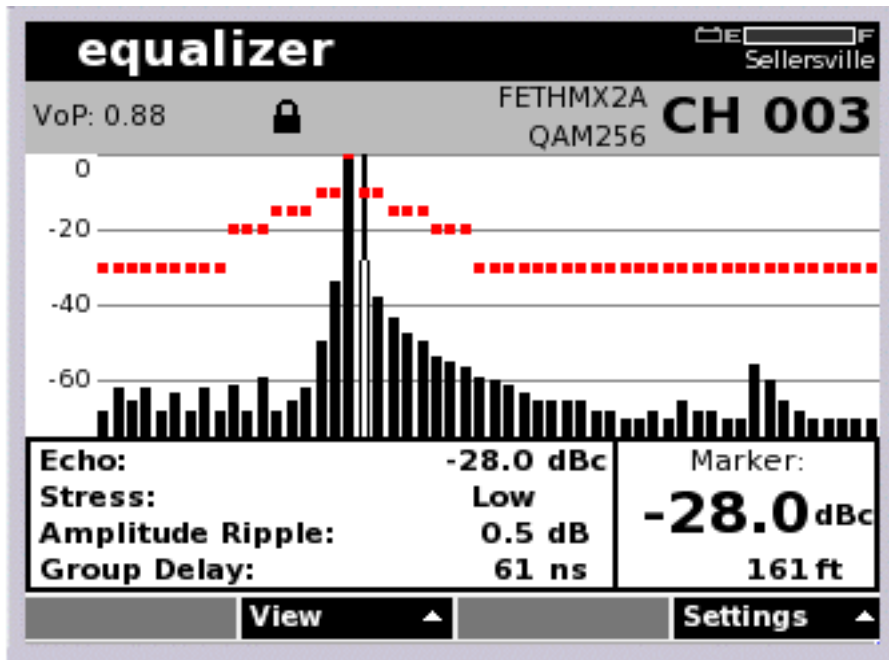 equalizer
E F
Sellersville
VoP: 0.88
FETHMX2A
QAM256
CH 003
0
-20
-40
-60
Echo: -28.0 dBc
Stress: Low
Amplitude Ripple: 0.5 dB
Group Delay: 61 ns
Marker:
-28.0 dBc
161 ft
View
Settings